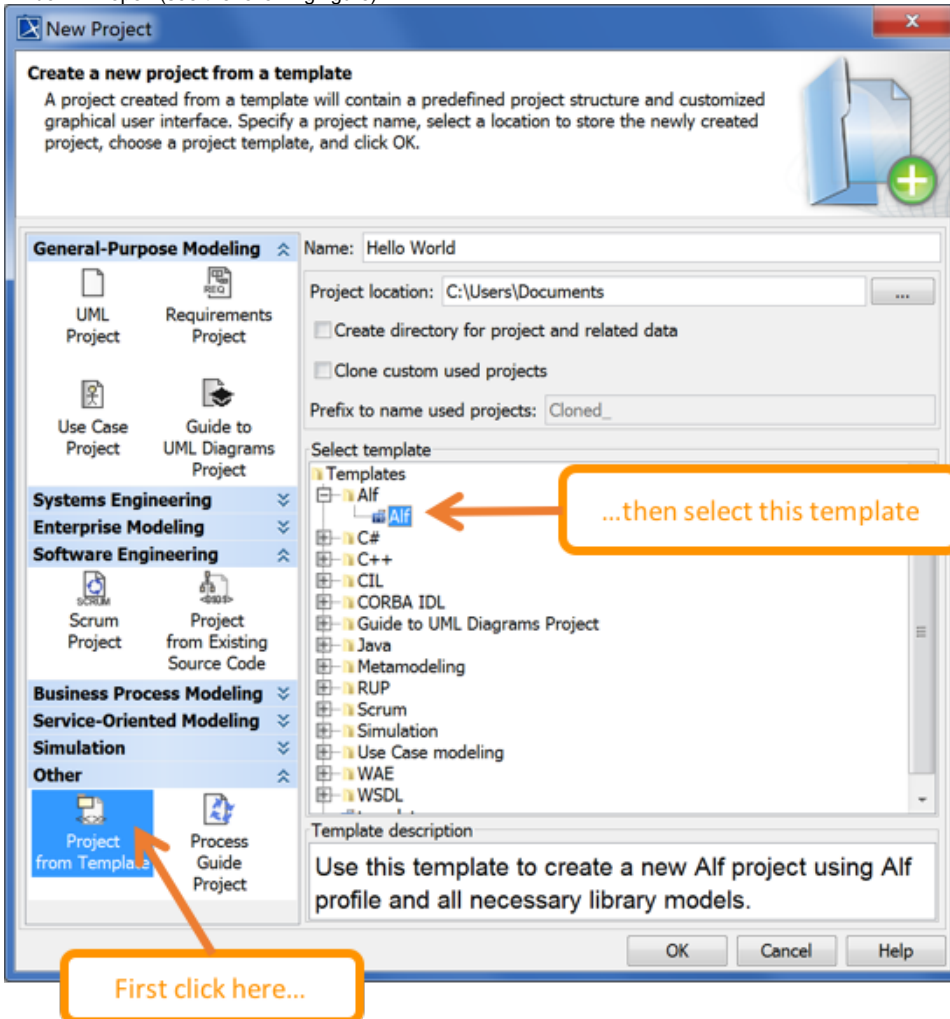 New Project
Create a new project from a template
A project created from a template will contain a predefined project structure and customized
graphical user interface. Specify a project name, select a location to store the newly created
project, choose a project template, and click OK.
General-Purpose Modeling
UML
Project
Requirements
Project
REQ
Use Case
Project
Guide to
UML Diagrams
Project
Systems Engineering
Enterprise Modeling
Software Engineering
SCRUM
Scrum
Project
Project
from Existing
Source Code
Business Process Modeling
Service-Oriented Modeling
Simulation
Other
Project
from Template
Process
Guide
Project
Name: Hello World
Project location: C:\Users\Documents
...
Create directory for project and related data
Clone custom used projects
Prefix to name used projects: Cloned_
Select template
Templates
Alf
Alf
C#
C++
CIL
CORBA IDL
Guide to UML Diagrams Project
Java
Metamodeling
RUP
Scrum
Simulation
Use Case modeling
WAE
WSDL
...then select this template
Template description
Use this template to create a new Alf project using Alf
profile and all necessary library models.
OK Cancel Help
First click here...